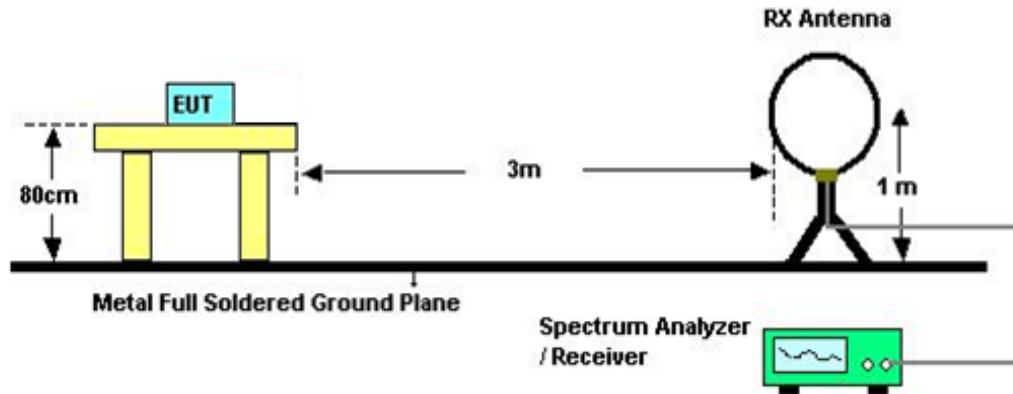 RX Antenna
EUT
3m
80cm
1 m
Metal Full Soldered Ground Plane
Spectrum Analyzer
/ Receiver